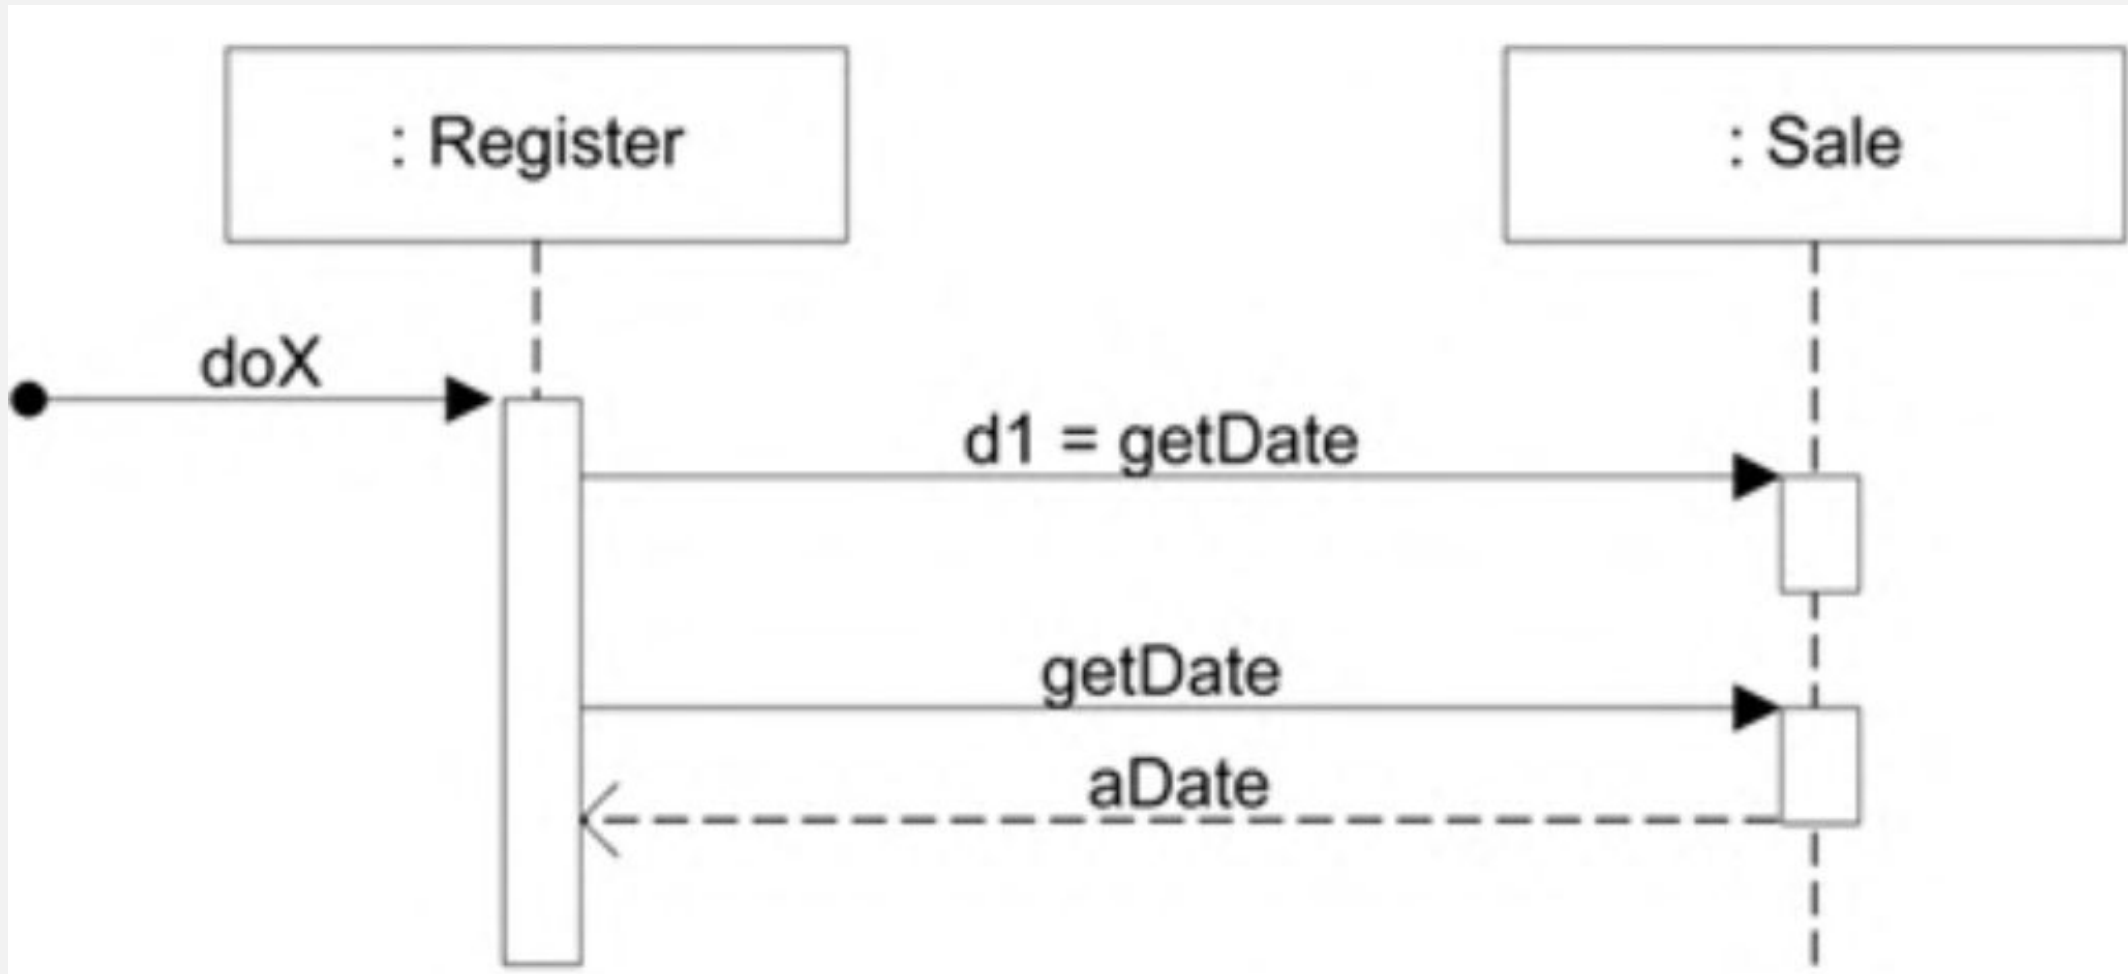 : Register
: Sale
doX
d1 = getDate
getDate
aDate